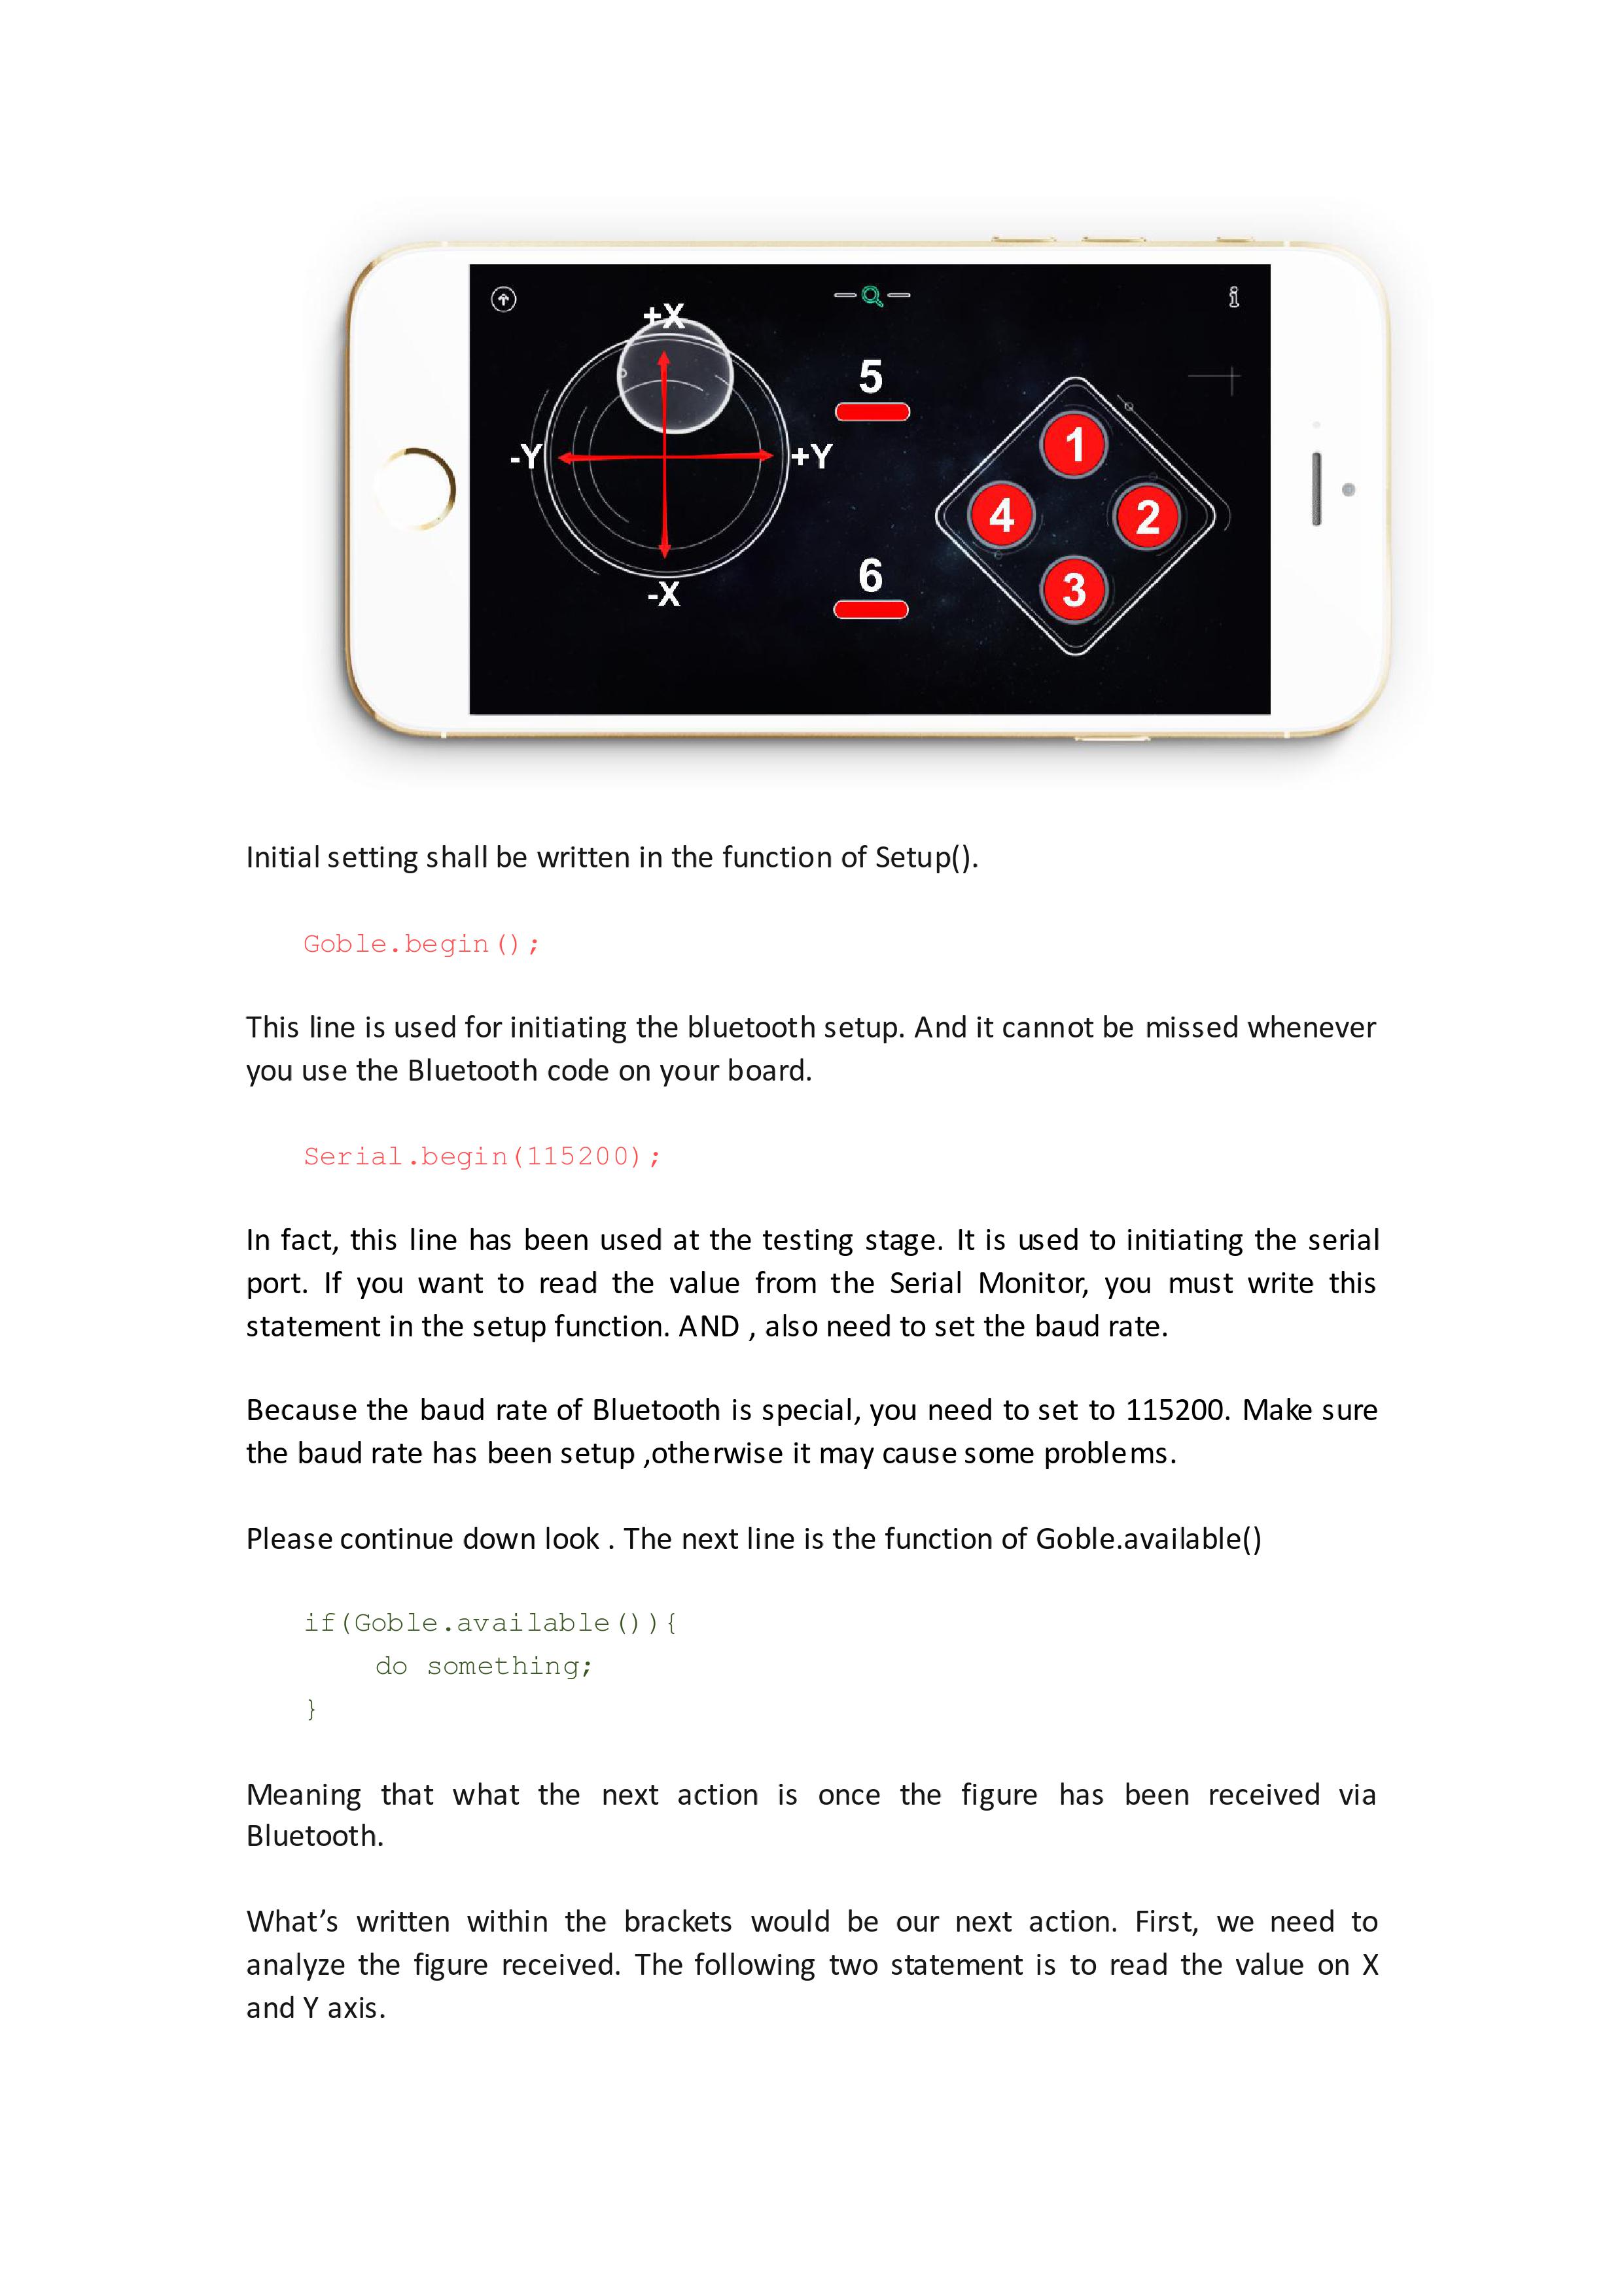 +X
5
-Y
+Y
1
4
2
6
3
-X
Initial setting shall be written in the function of Setup().
Goble.begin();
This line is used for initiating the bluetooth setup. And it cannot be missed whenever
you use the Bluetooth code on your board.
Serial.begin(115200);
In fact, this line has been used at the testing stage. It is used to initiating the serial
port. If you want to read the value from the Serial Monitor, you must write this
statement in the setup function. AND , also need to set the baud rate.
Because the baud rate of Bluetooth is special, you need to set to 115200. Make sure
the baud rate has been setup ,otherwise it may cause some problems.
Please continue down look . The next line is the function of Goble.available()
if(Goble.available()){
do something;
}
Meaning that what the next action is once the figure has been received via
Bluetooth.
What’s written within the brackets would be our next action. First, we need to
analyze the figure received. The following two statement is to read the value on X
and Y axis.